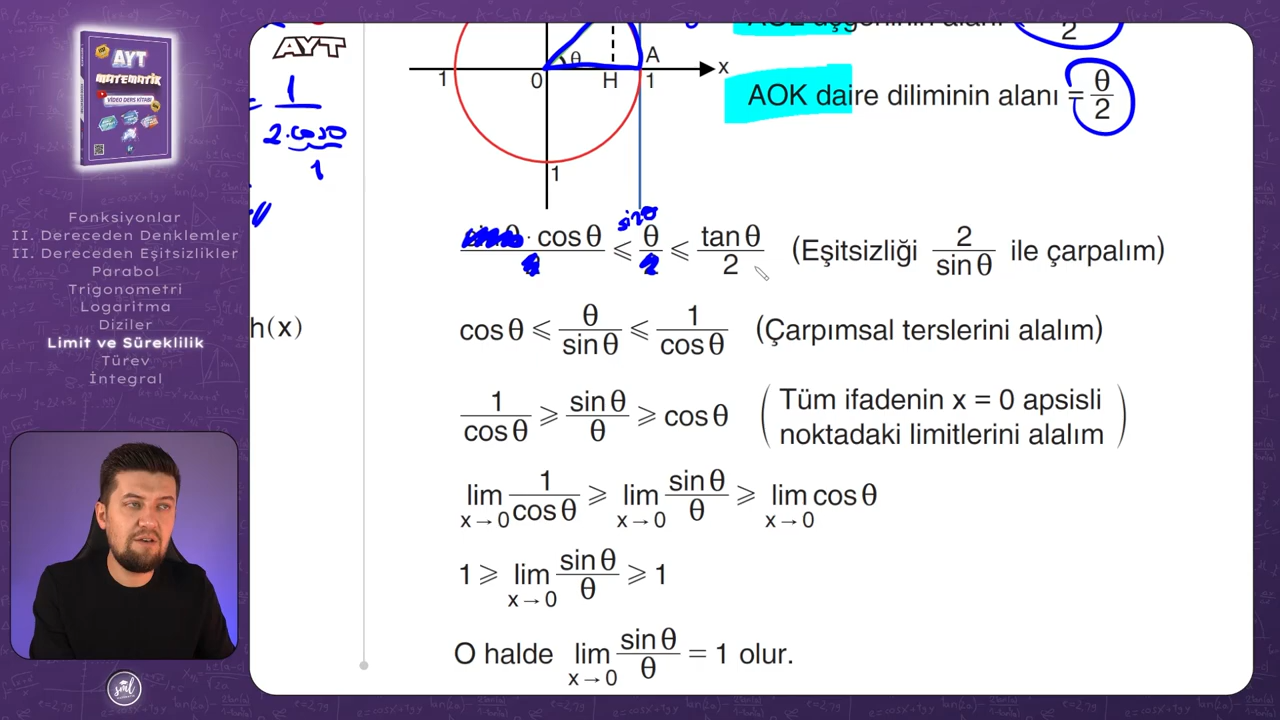 AYT
AYT
MATEMATİK
VİDEO DERS KİTABI
Fonksiyonlar
II. Dereceden Denklemler
II. Dereceden Eşitsizlikler
Parabol
Trigonometri
Logaritma
Diziler
Limit ve Süreklilik
Türev
İntegral
sml
= 1 / 2·cosθ
1
h(x)
2
AOK daire diliminin alanı = θ/2
1 0 θ H A 1 x
1
sinθ
· cosθ / 2 ≤ θ/2 ≤ tanθ/2 (Eşitsizliği 2/sinθ ile çarpalım)
cosθ ≤ θ/sinθ ≤ 1/cosθ (Çarpımsal terslerini alalım)
1/cosθ ≥ sinθ/θ ≥ cosθ (Tüm ifadenin x = 0 apsisli
noktadaki limitlerini alalım)
lim x→0 1/cosθ ≥ lim x→0 sinθ/θ ≥ lim x→0 cosθ
1 ≥ lim x→0 sinθ/θ ≥ 1
O halde lim x→0 sinθ/θ = 1 olur.